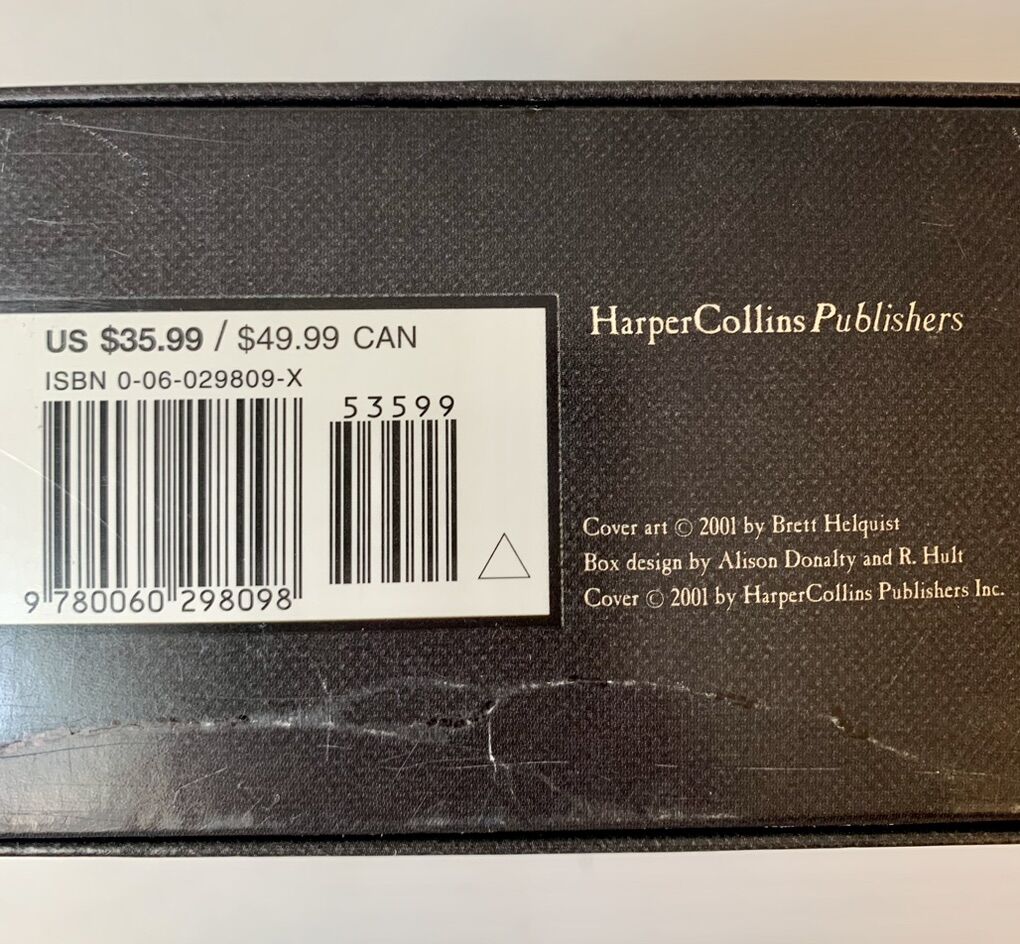 US $35.99 / $49.99 CAN
ISBN 0-06-029809-X
53599
9 780060 298098
HarperCollinsPublishers
Cover art © 2001 by Brett Helquist
Box design by Alison Donalty and R. Hult
Cover © 2001 by HarperCollins Publishers Inc.